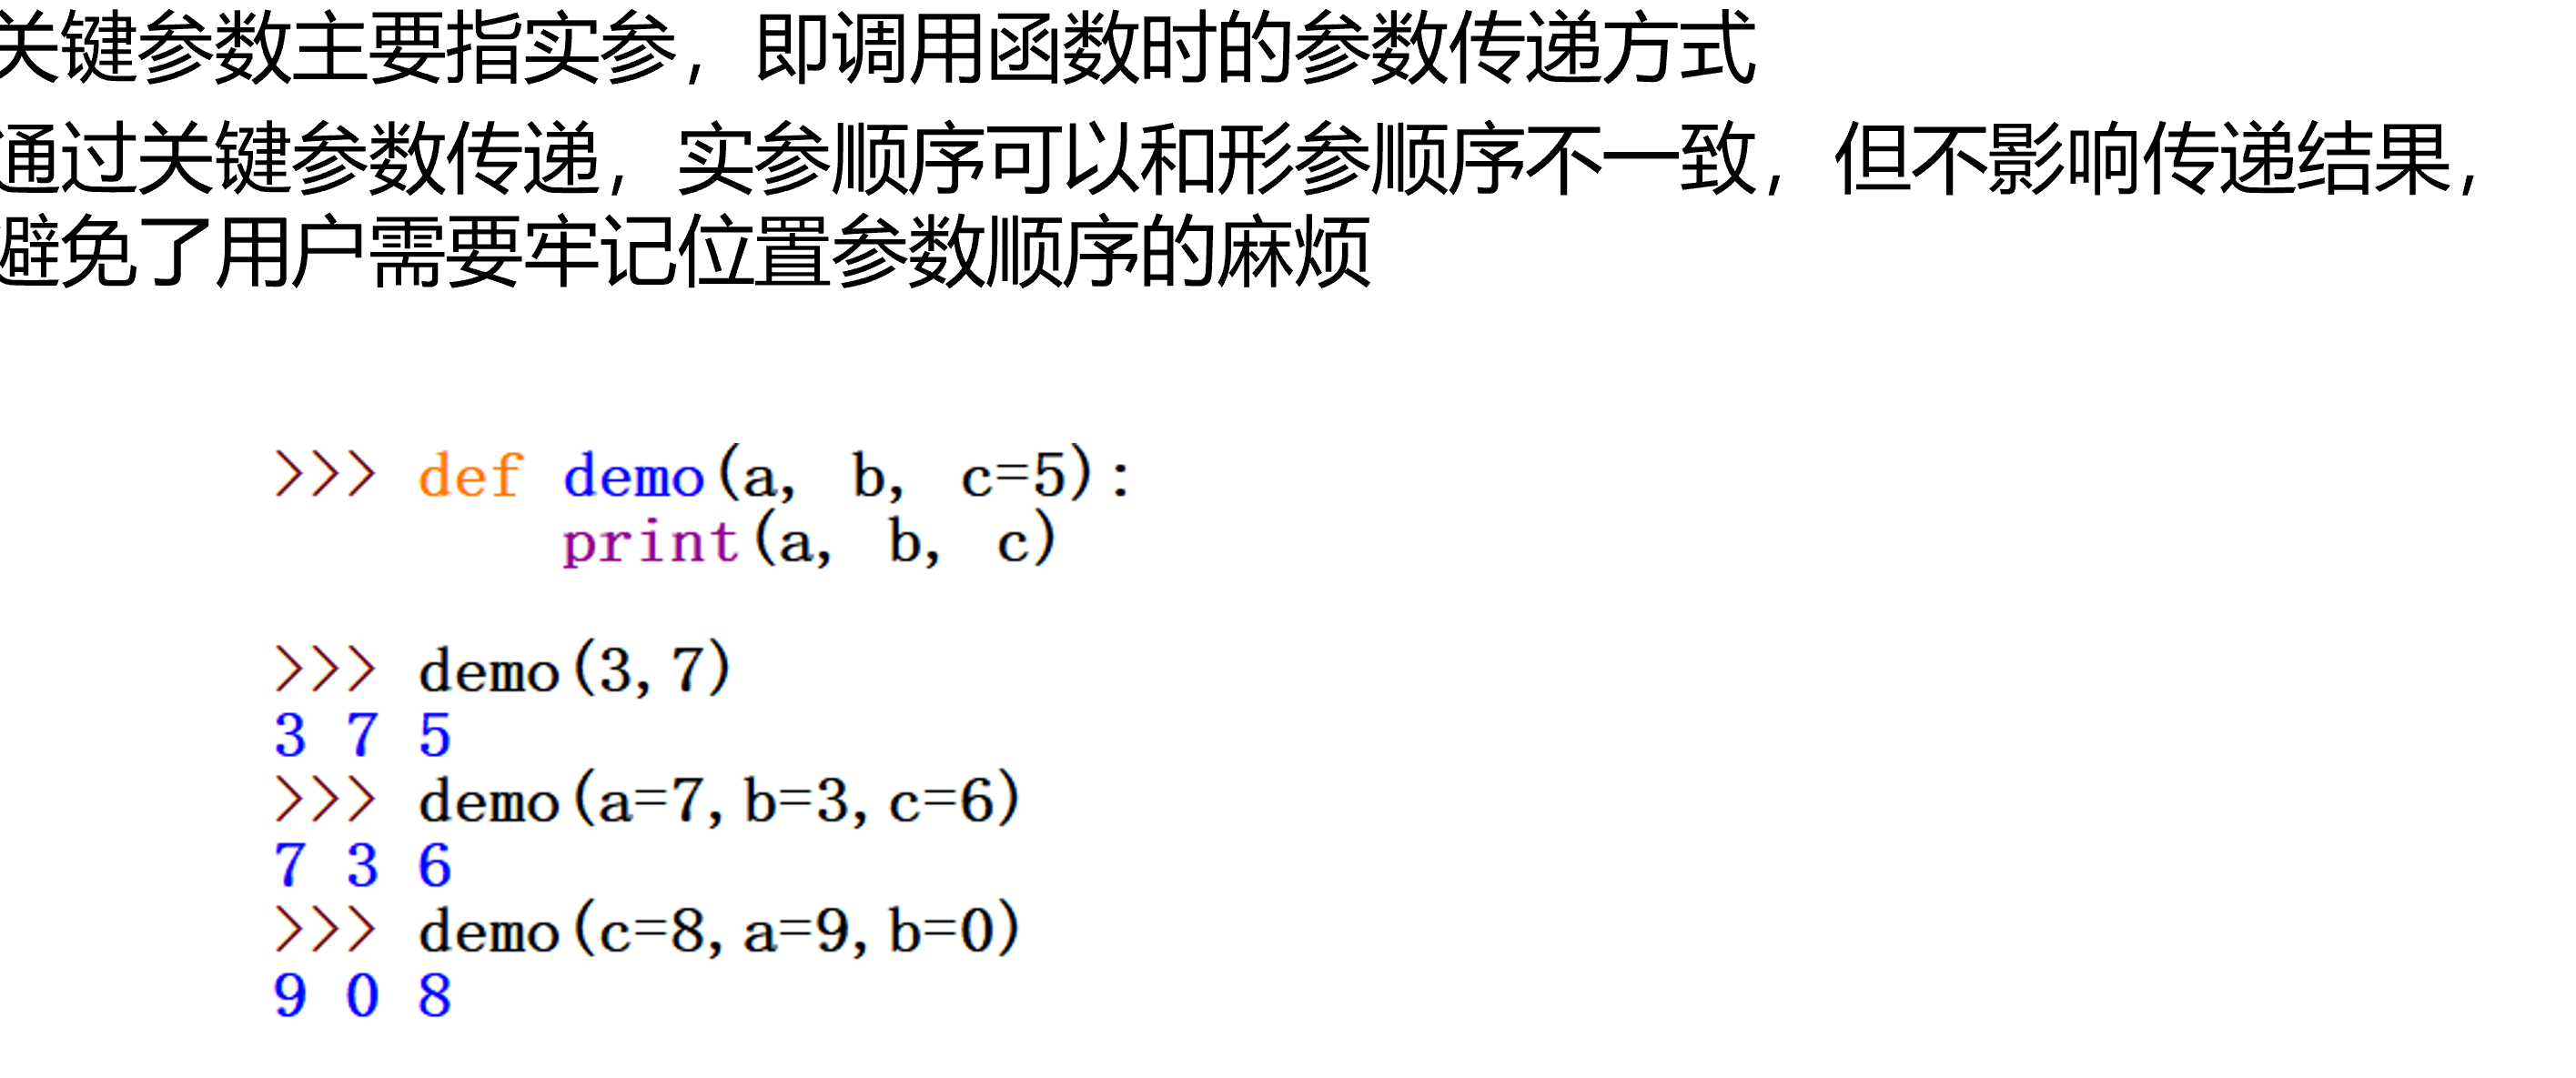 关键参数主要指实参，即调用函数时的参数传递方式
通过关键参数传递，实参顺序可以和形参顺序不一致，但不影响传递结果，
避免了用户需要牢记位置参数顺序的麻烦
>>> def demo(a, b, c=5):
print(a, b, c)
>>> demo(3,7)
3 7 5
>>> demo(a=7,b=3,c=6)
7 3 6
>>> demo(c=8,a=9,b=0)
9 0 8